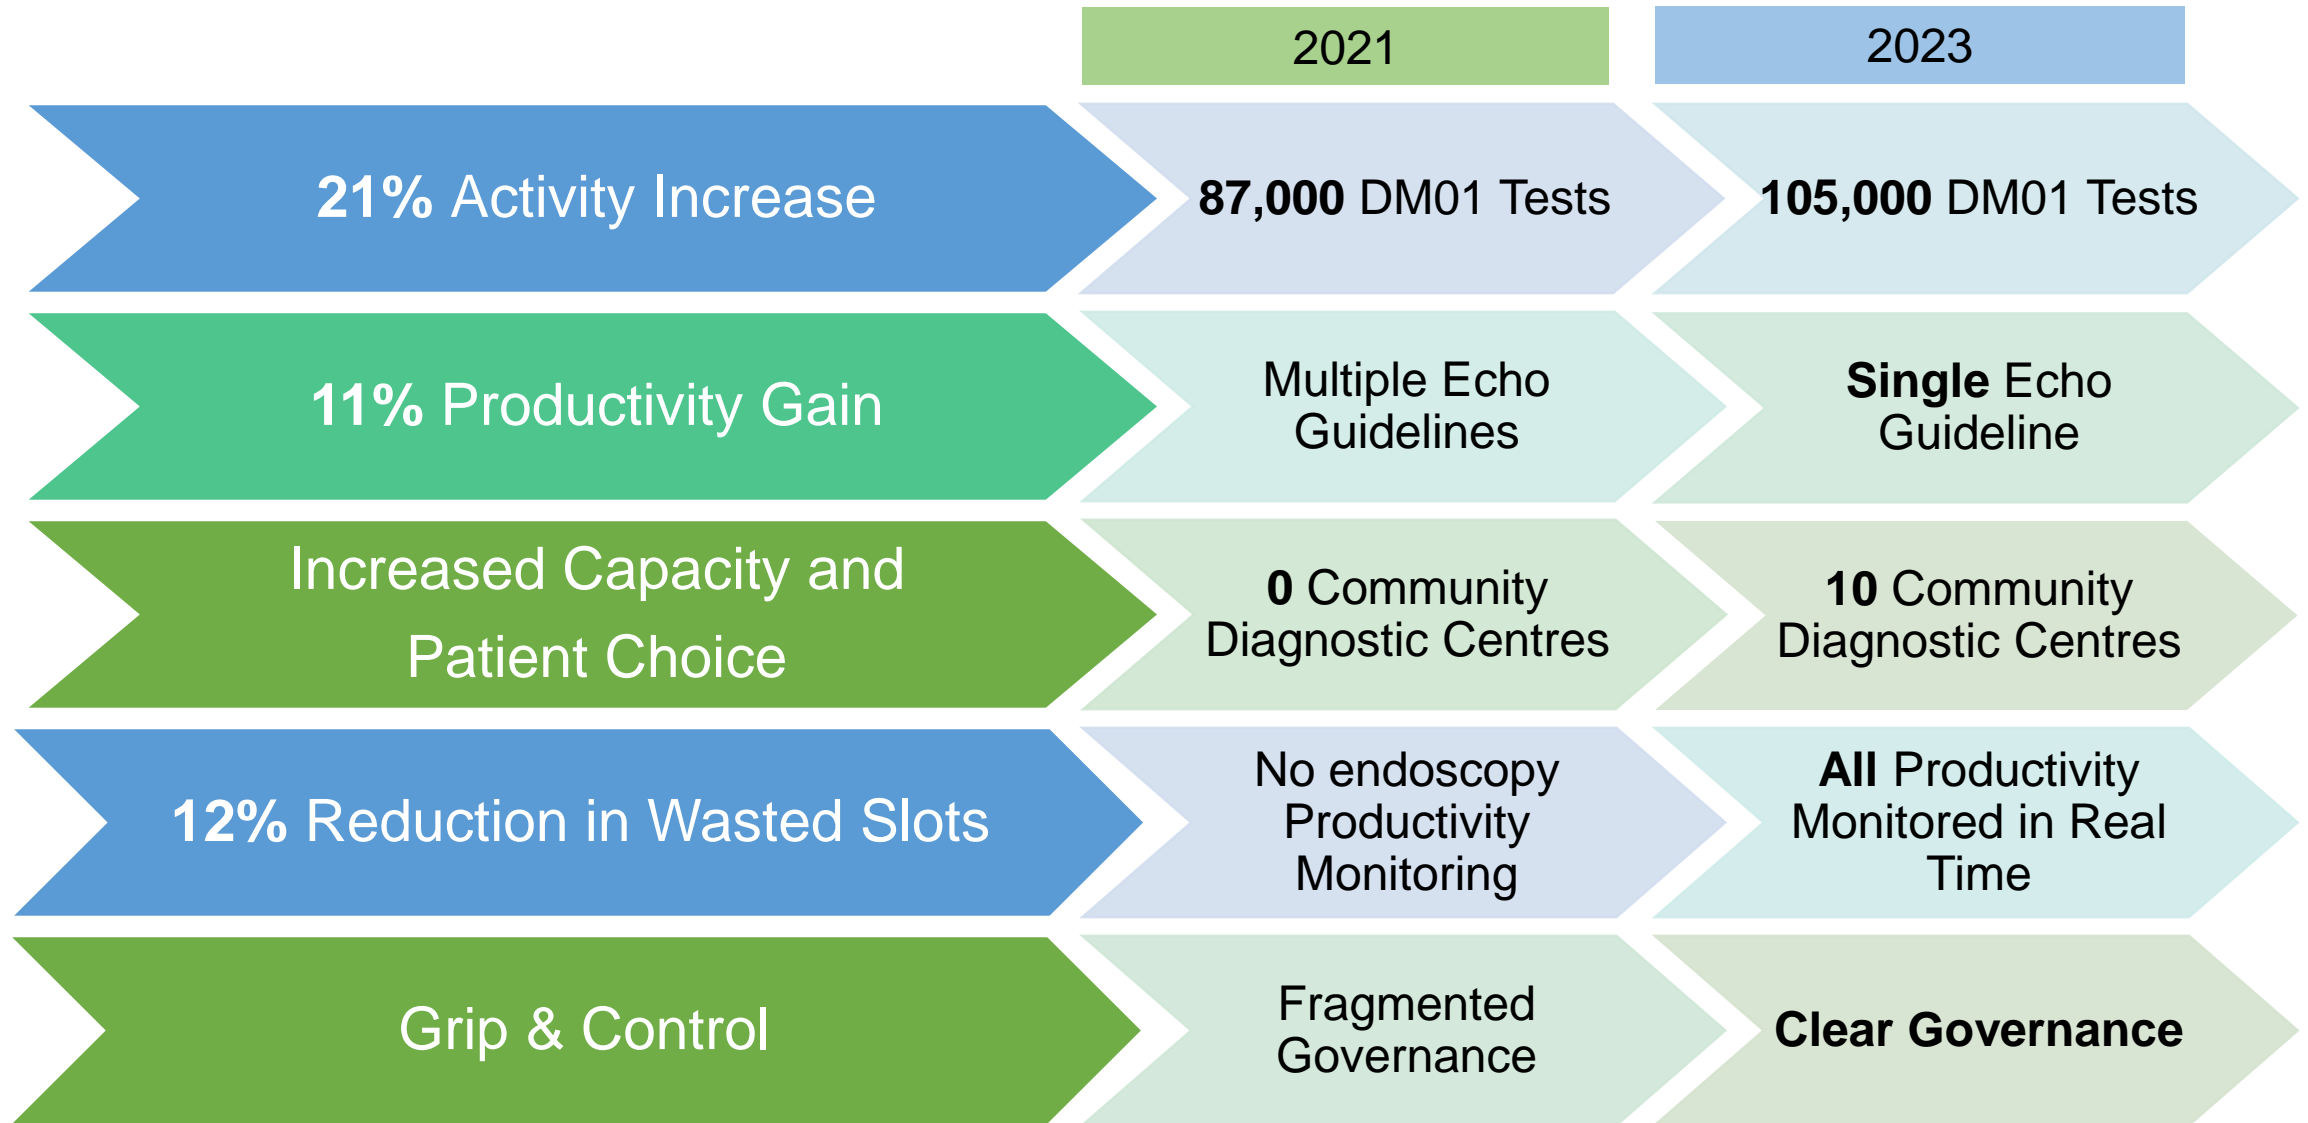 2021
2023
21% Activity Increase
87,000 DM01 Tests
105,000 DM01 Tests
11% Productivity Gain
Multiple Echo
Guidelines
Single Echo
Guideline
Increased Capacity and
Patient Choice
0 Community
Diagnostic Centres
10 Community
Diagnostic Centres
12% Reduction in Wasted Slots
No endoscopy
Productivity
Monitoring
All Productivity
Monitored in Real
Time
Grip & Control
Fragmented
Governance
Clear Governance